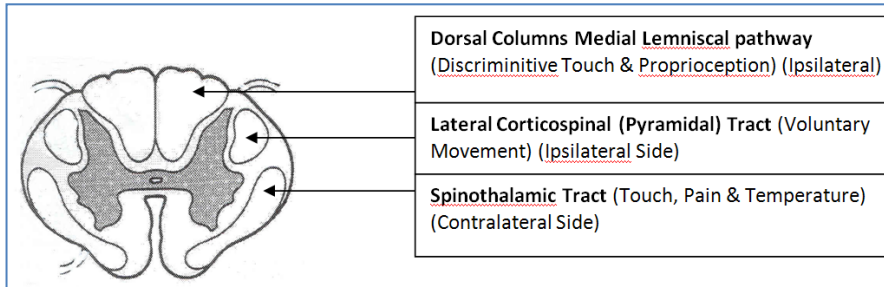 Dorsal Columns Medial Lemniscal pathway
(Discriminitive Touch & Proprioception) (Ipsilateral)
Lateral Corticospinal (Pyramidal) Tract (Voluntary
Movement) (Ipsilateral Side)
Spinothalamic Tract (Touch, Pain & Temperature)
(Contralateral Side)